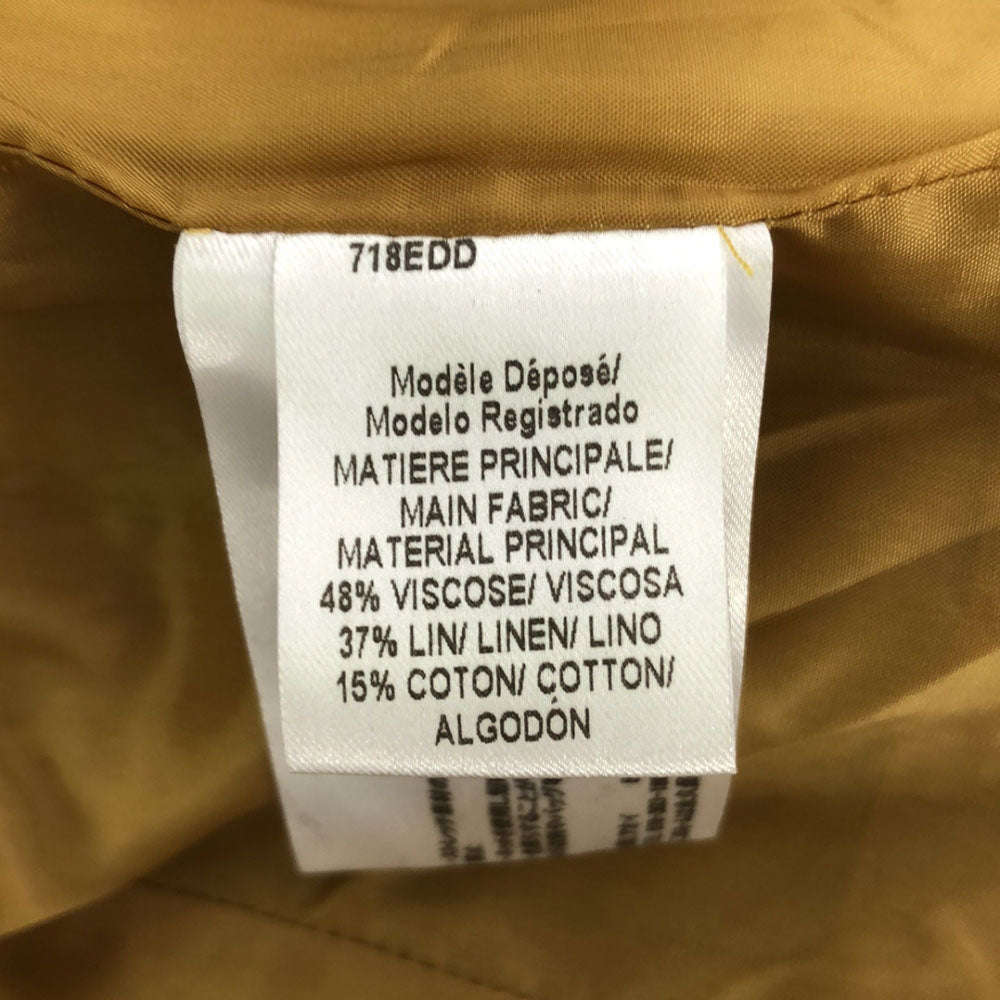 718EDD
Modèle Déposé/
Modelo Registrado
MATIERE PRINCIPALE/
MAIN FABRIC/
MATERIAL PRINCIPAL
48% VISCOSE/ VISCOSA
37% LIN/ LINEN/ LINO
15% COTON/ COTTON/
ALGODÓN